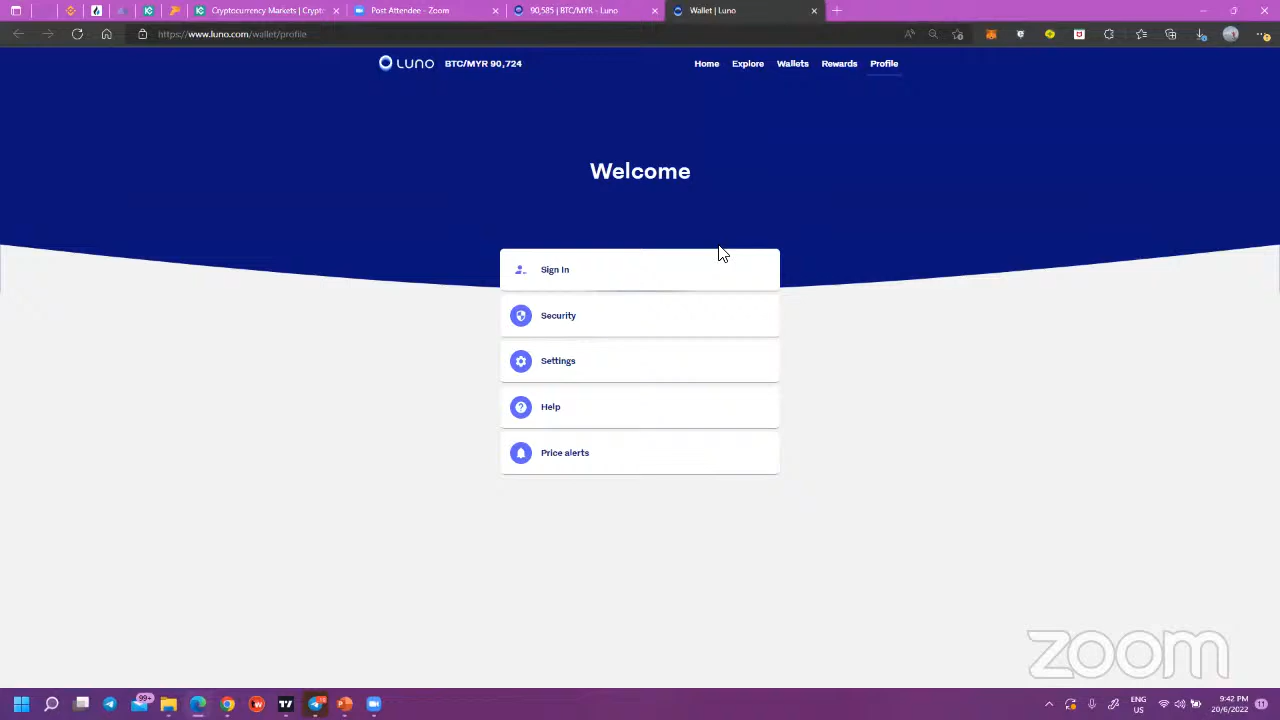 Cryptocurrency Markets | Crypto
Post Attendee - Zoom
90,585 | BTC/MYR - Luno
Wallet | Luno
https://www.luno.com/wallet/profile
LUNO
BTC/MYR 90,724
Home
Explore
Wallets
Rewards
Profile
Welcome
Sign In
Security
Settings
Help
Price alerts
zoom
99+
ENG
US
9:42 PM
20/6/2022